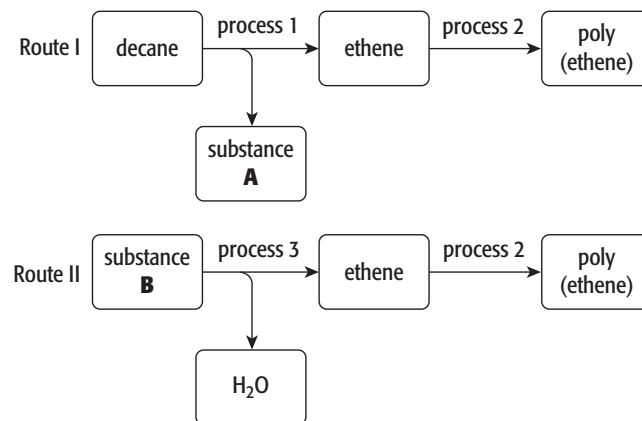 Route I
decane
process 1
ethene
process 2
poly
(ethene)
substance
A
Route II
substance
B
process 3
ethene
process 2
poly
(ethene)
H₂O